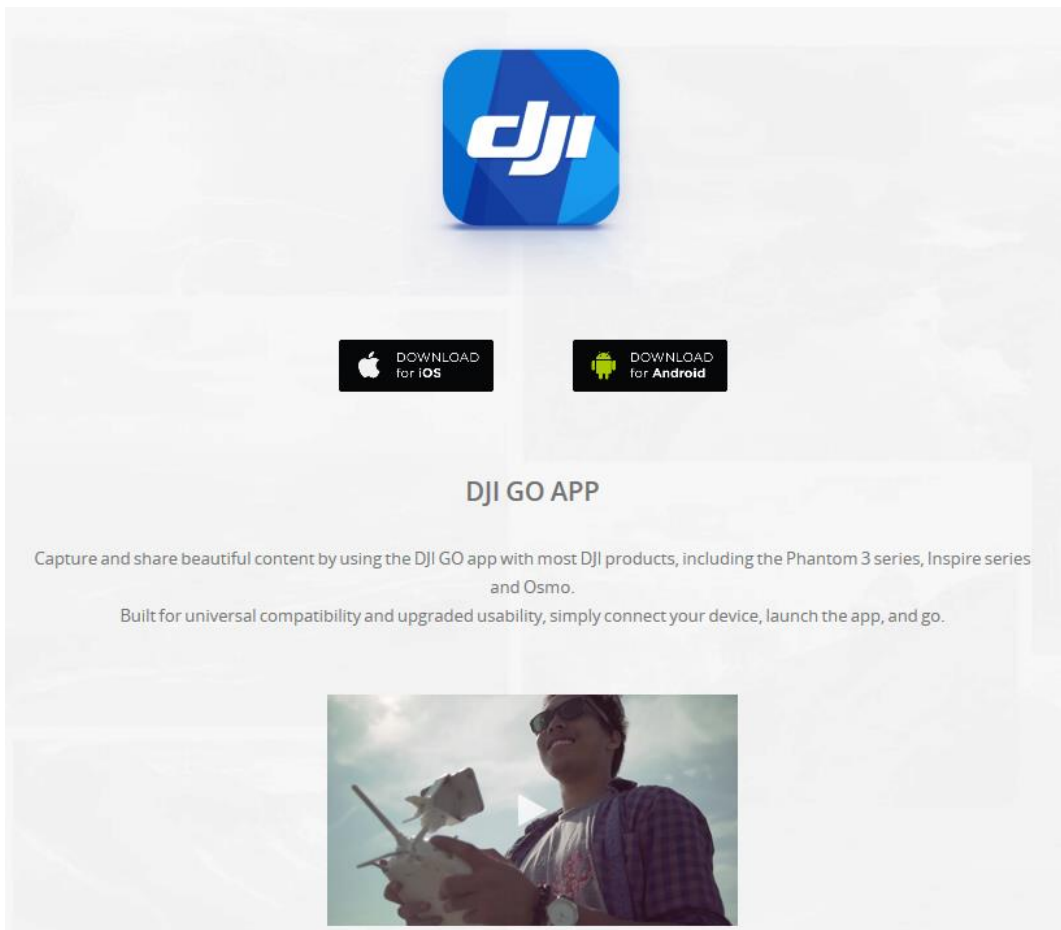 dji
DOWNLOAD
for iOS
DOWNLOAD
for Android
DJI GO APP
Capture and share beautiful content by using the DJI GO app with most DJI products, including the Phantom 3 series, Inspire series
and Osmo.
Built for universal compatibility and upgraded usability, simply connect your device, launch the app, and go.